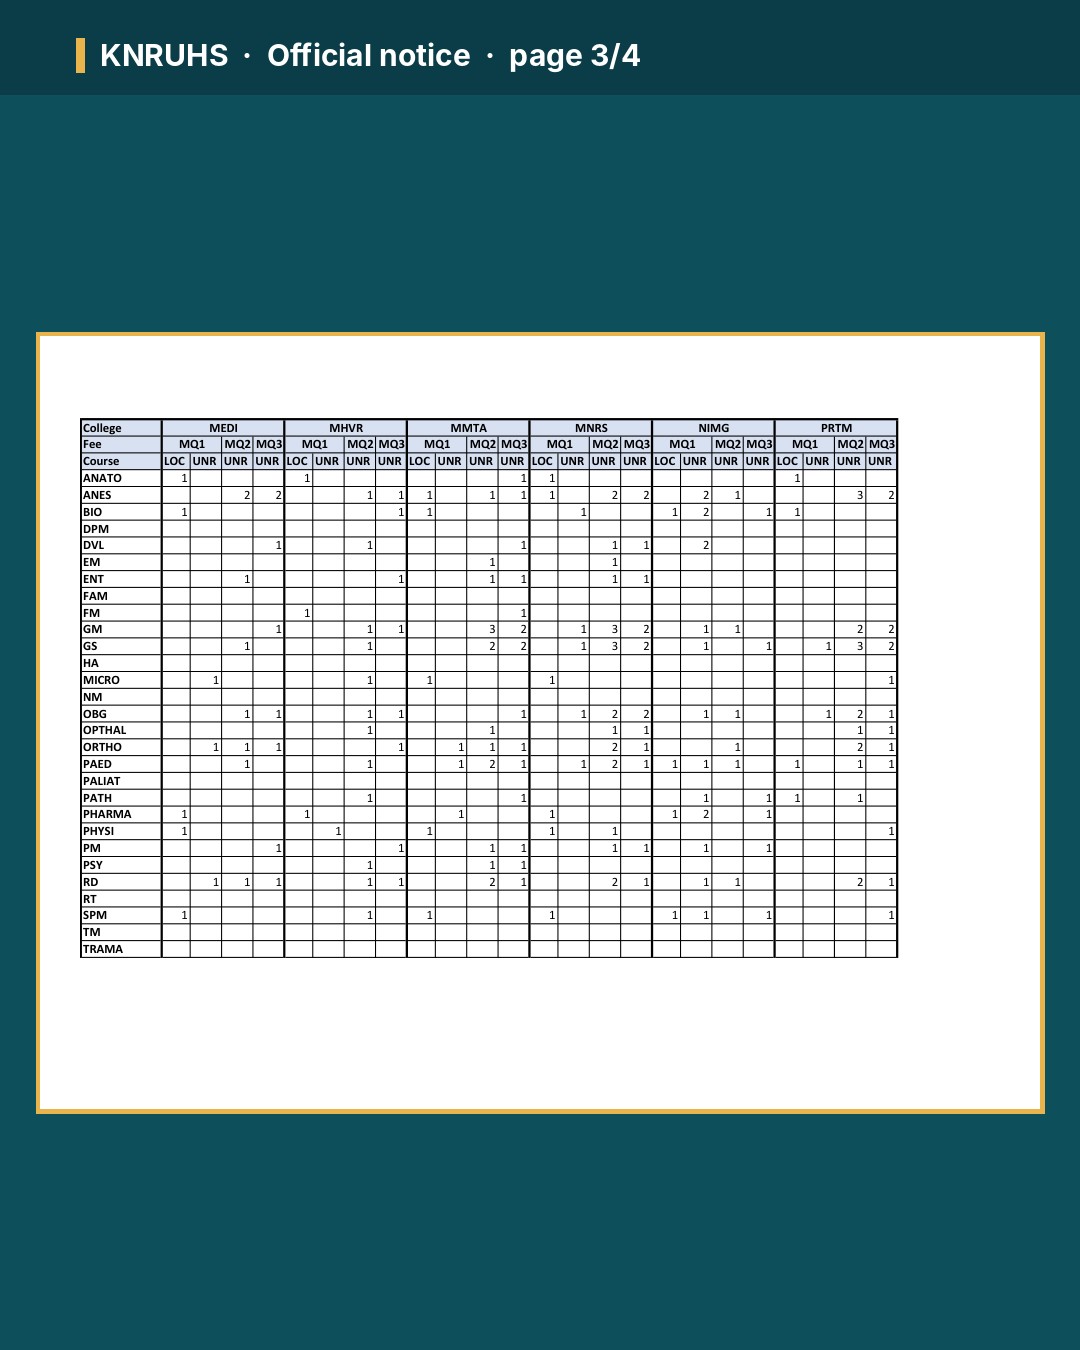 KNRUHS · Official notice · page 3/4
College MEDI MHVR MMTA MNRS NIMG PRTM
Fee MQ1 MQ2 MQ3 MQ1 MQ2 MQ3 MQ1 MQ2 MQ3 MQ1 MQ2 MQ3 MQ1 MQ2 MQ3 MQ1 MQ2 MQ3
Course LOC UNR UNR UNR LOC UNR UNR UNR LOC UNR UNR UNR LOC UNR UNR UNR LOC UNR UNR UNR LOC UNR UNR UNR
ANATO 1 1 1 1 1
ANES 2 2 1 1 1 1 1 1 2 2 2 1 3 2
BIO 1 1 1 1 1 2 1 1
DPM
DVL 1 1 1 1 1 2
EM 1 1
ENT 1 1 1 1 1 1
FAM
FM 1 1
GM 1 1 1 3 2 1 3 2 1 1 2 2
GS 1 1 2 2 1 3 2 1 1 1 3 2
HA
MICRO 1 1 1 1 1
NM
OBG 1 1 1 1 1 1 2 2 1 1 1 2 1
OPTHAL 1 1 1 1 1 1
ORTHO 1 1 1 1 1 1 1 2 1 1 2 1
PAED 1 1 1 2 1 1 2 1 1 1 1 1 1 1
PALIAT
PATH 1 1 1 1 1 1
PHARMA 1 1 1 1 1 2 1
PHYSI 1 1 1 1 1 1
PM 1 1 1 1 1 1 1 1
PSY 1 1 1
RD 1 1 1 1 1 2 1 2 1 1 1 2 1
RT
SPM 1 1 1 1 1 1 1 1
TM
TRAMA